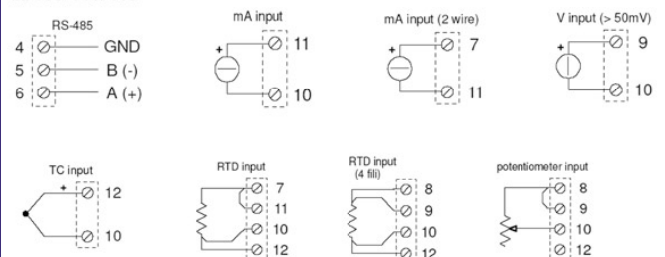 RS-485
4 GND
5 B (-)
6 A (+)
mA input
+ 11
10
mA input (2 wire)
+ 7
11
V input (> 50mV)
+ 9
10
TC input
+ 12
10
RTD input
7
11
10
12
RTD input
(4 fili)
8
9
10
12
potentiometer input
8
9
10
12